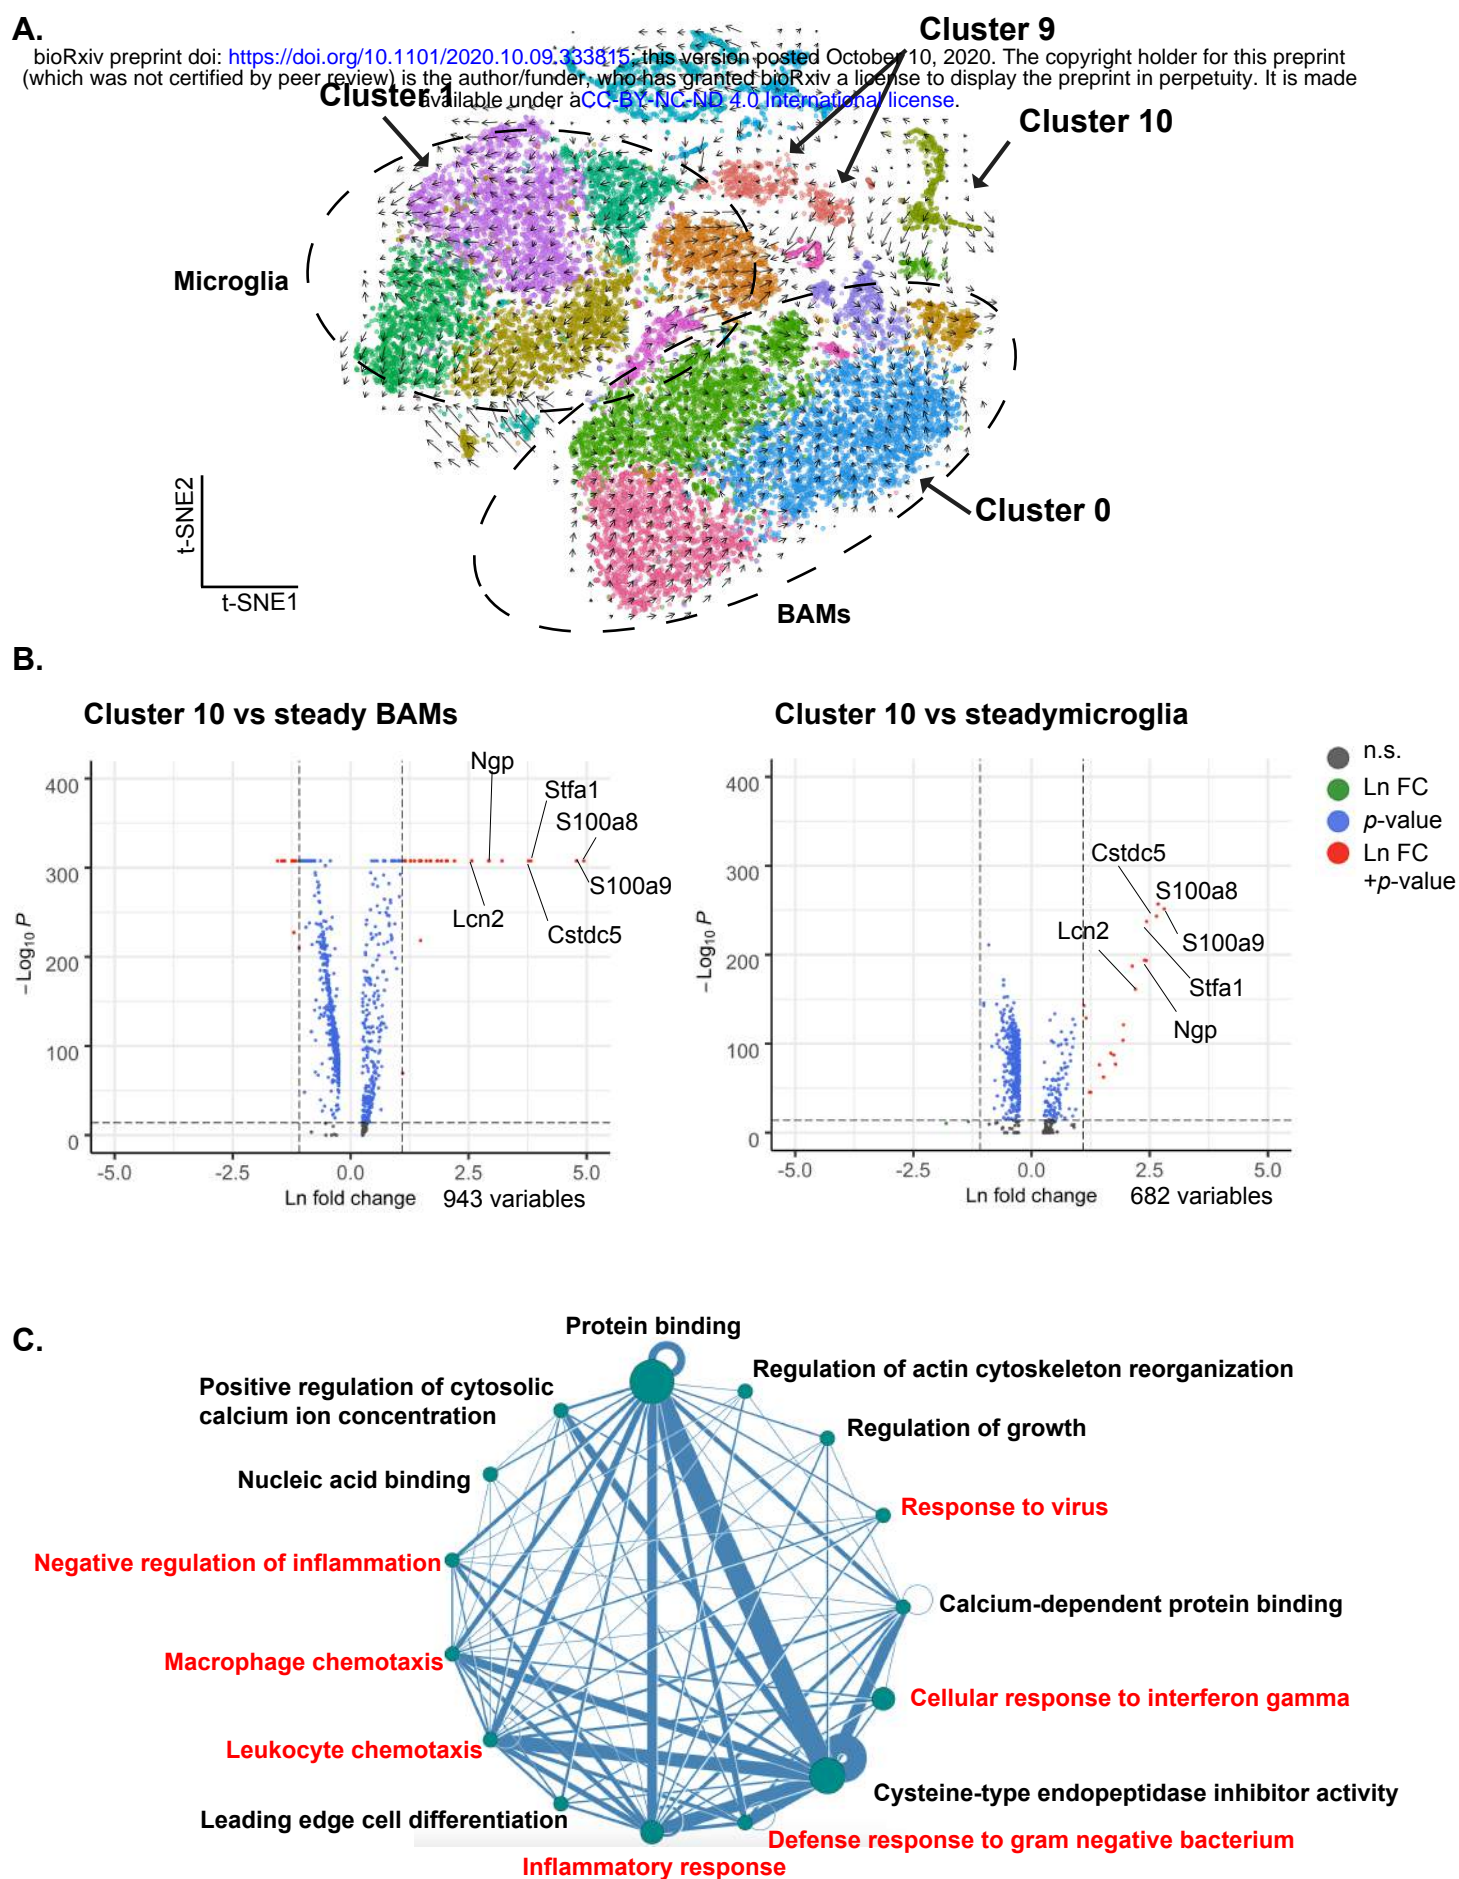 A.
Cluster 9
bioRxiv preprint doi: https://doi.org/10.1101/2020.10.09.333815; this version posted October 10, 2020. The copyright holder for this preprint
(which was not certified by peer review) is the author/funder, who has granted bioRxiv a license to display the preprint in perpetuity. It is made
available under aCC-BY-NC-ND 4.0 International license.
Cluster 1
Cluster 10
Microglia
Cluster 0
t-SNE2
t-SNE1
BAMs
B.
Cluster 10 vs steady BAMs
400
300
200
100
0
-Log10 P
Ngp
Stfa1
S100a8
S100a9
Lcn2
Cstdc5
-5.0
-2.5
0.0
2.5
5.0
Ln fold change
943 variables
Cluster 10 vs steadymicroglia
400
300
200
100
0
-Log10 P
Cstdc5
S100a8
Lcn2
S100a9
Stfa1
Ngp
-5.0
-2.5
0.0
2.5
5.0
Ln fold change
682 variables
n.s.
Ln FC
p-value
Ln FC
+p-value
C.
Protein binding
Regulation of actin cytoskeleton reorganization
Positive regulation of cytosolic
calcium ion concentration
Regulation of growth
Nucleic acid binding
Response to virus
Negative regulation of inflammation
Calcium-dependent protein binding
Macrophage chemotaxis
Cellular response to interferon gamma
Leukocyte chemotaxis
Cysteine-type endopeptidase inhibitor activity
Leading edge cell differentiation
Defense response to gram negative bacterium
Inflammatory response